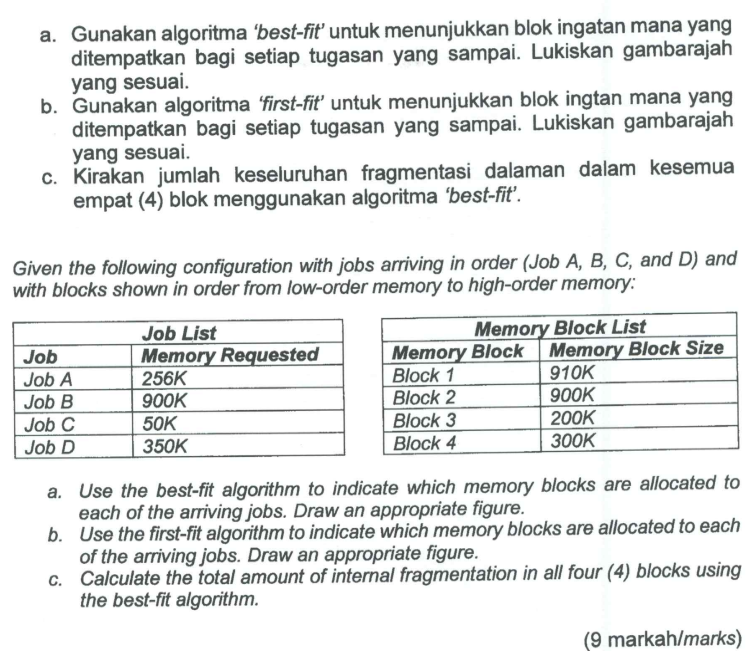 a. Gunakan algoritma 'best-fit' untuk menunjukkan blok ingatan mana yang
ditempatkan bagi setiap tugasan yang sampai. Lukiskan gambarajah
yang sesuai.
b. Gunakan algoritma 'first-fit' untuk menunjukkan blok ingtan mana yang
ditempatkan bagi setiap tugasan yang sampai. Lukiskan gambarajah
yang sesuai.
c. Kirakan jumlah keseluruhan fragmentasi dalaman dalam kesemua
empat (4) blok menggunakan algoritma 'best-fit'.
Given the following configuration with jobs arriving in order (Job A, B, C, and D) and
with blocks shown in order from low-order memory to high-order memory:
Job List
Job Memory Requested
Job A 256K
Job B 900K
Job C 50K
Job D 350K
Memory Block List
Memory Block Memory Block Size
Block 1 910K
Block 2 900K
Block 3 200K
Block 4 300K
a. Use the best-fit algorithm to indicate which memory blocks are allocated to
each of the arriving jobs. Draw an appropriate figure.
b. Use the first-fit algorithm to indicate which memory blocks are allocated to each
of the arriving jobs. Draw an appropriate figure.
c. Calculate the total amount of internal fragmentation in all four (4) blocks using
the best-fit algorithm.
(9 markah/marks)